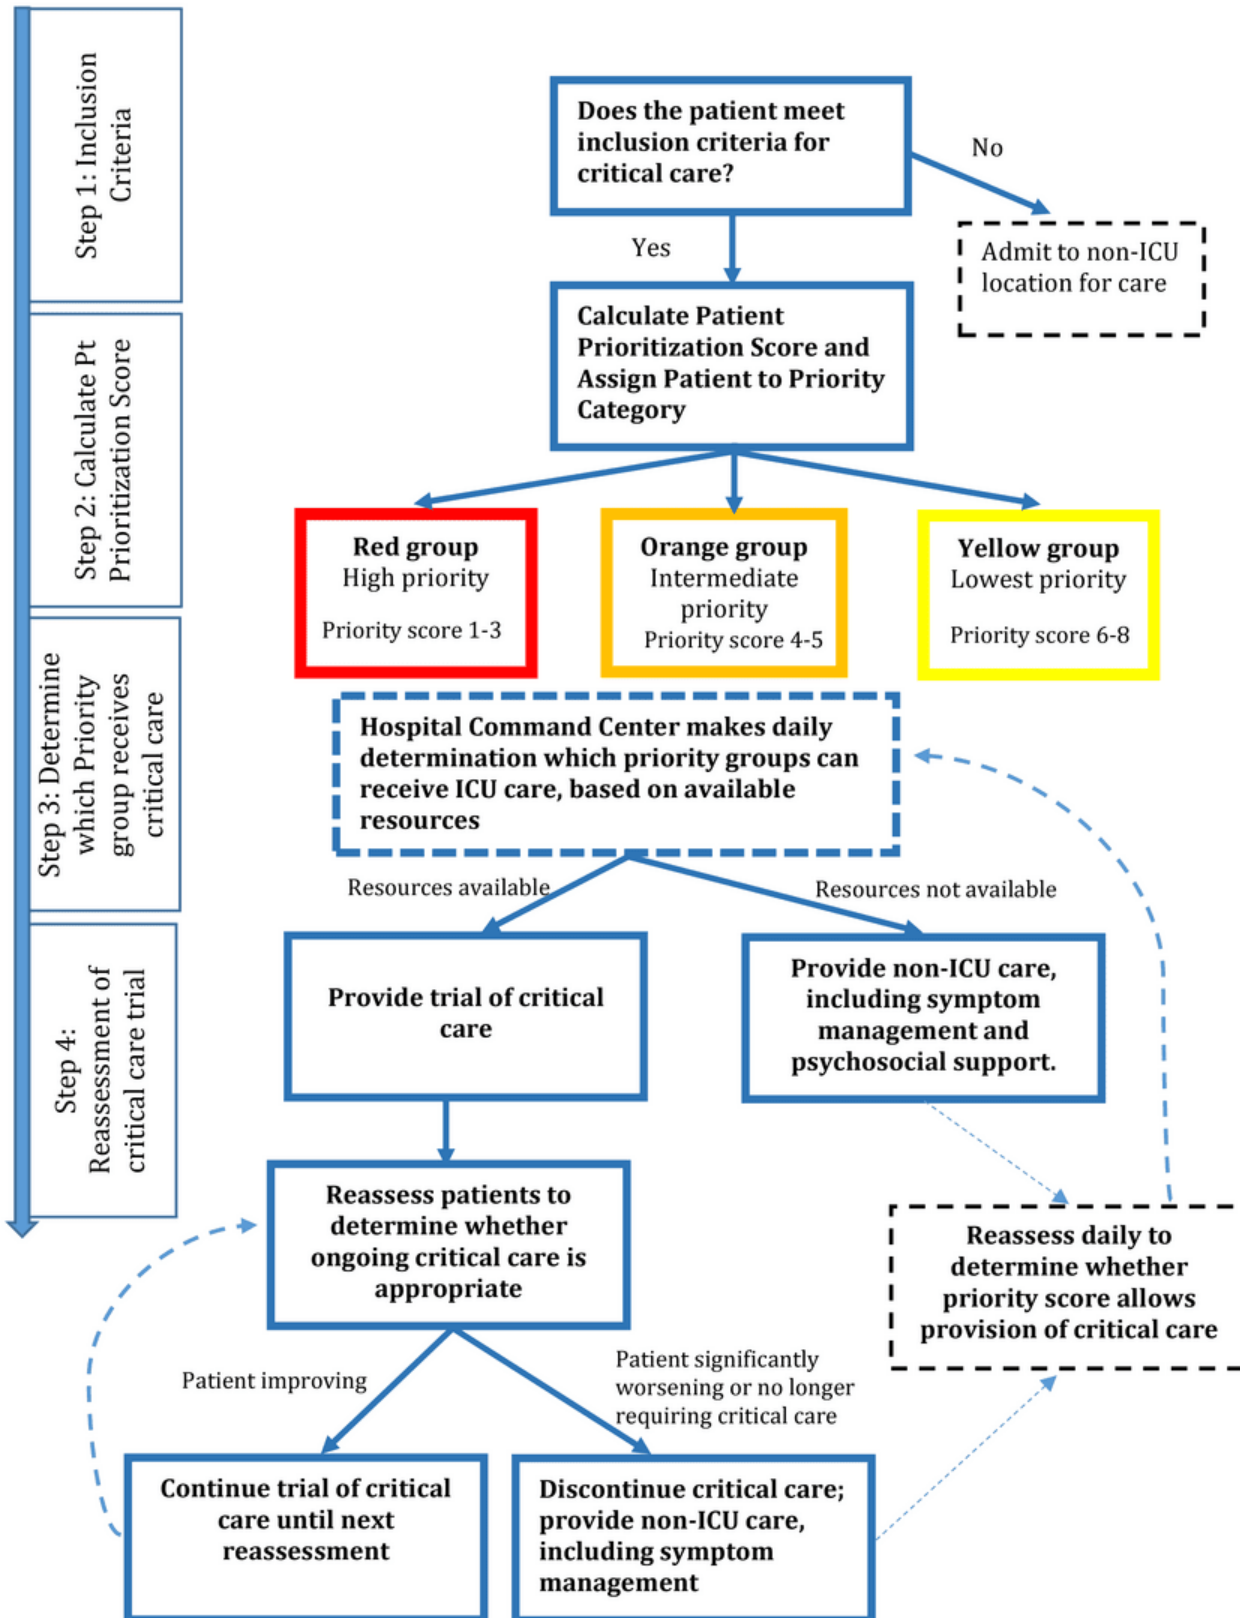 Step 1: Inclusion
Criteria
Does the patient meet
inclusion criteria for
critical care?
No
Yes
Admit to non-ICU
location for care
Step 2: Calculate Pt
Prioritization Score
Calculate Patient
Prioritization Score and
Assign Patient to Priority
Category
Red group
High priority
Priority score 1-3
Orange group
Intermediate
priority
Priority score 4-5
Yellow group
Lowest priority
Priority score 6-8
Step 3: Determine
which Priority
group receives
critical care
Hospital Command Center makes daily
determination which priority groups can
receive ICU care, based on available
resources
Resources available
Resources not available
Step 4:
Reassessment of
critical care trial
Provide trial of critical
care
Provide non-ICU care,
including symptom
management and
psychosocial support.
Reassess patients to
determine whether
ongoing critical care is
appropriate
Reassess daily to
determine whether
priority score allows
provision of critical care
Patient improving
Patient significantly
worsening or no longer
requiring critical care
Continue trial of critical
care until next
reassessment
Discontinue critical care;
provide non-ICU care,
including symptom
management